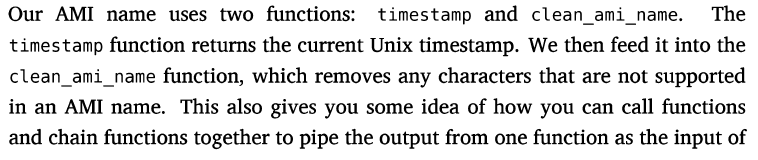 Our AMI name uses two functions: timestamp and clean_ami_name. The
timestamp function returns the current Unix timestamp. We then feed it into the
clean_ami_name function, which removes any characters that are not supported
in an AMI name. This also gives you some idea of how you can call functions
and chain functions together to pipe the output from one function as the input of